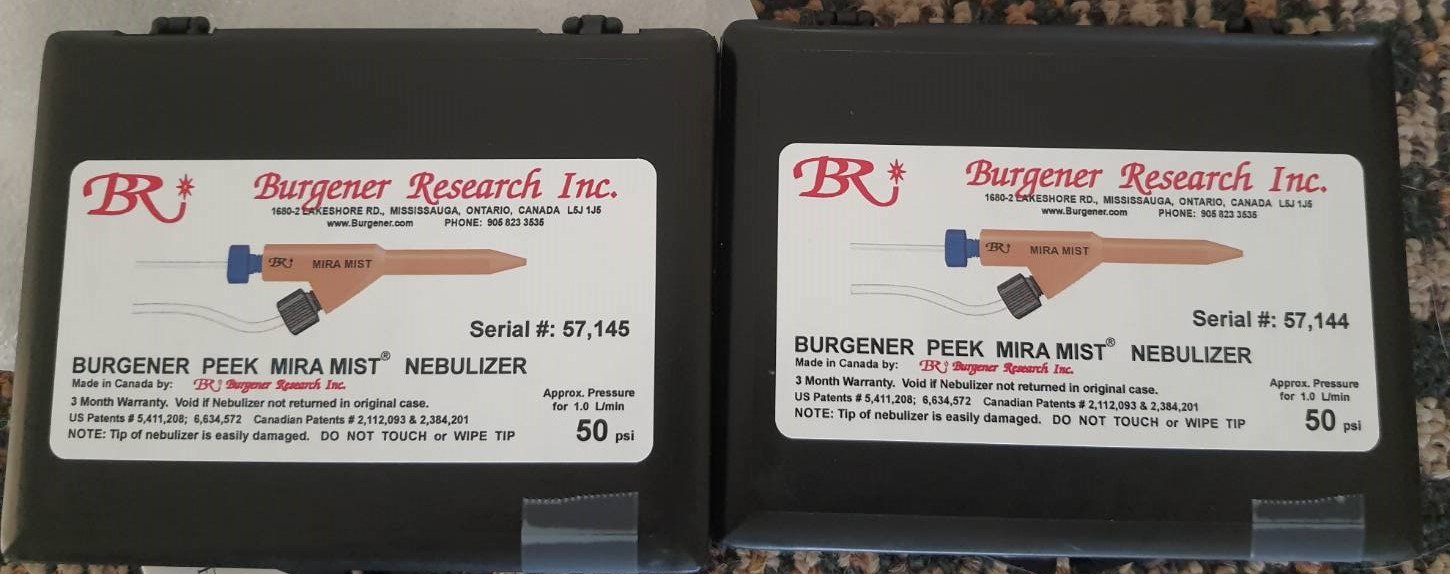 BRi
Burgener Research Inc.
1680-2 LAKESHORE RD., MISSISSAUGA, ONTARIO, CANADA L5J 1J5
www.Burgener.com PHONE: 905 823 3535
BRi MIRA MIST
Serial #: 57,145
BURGENER PEEK MIRA MIST® NEBULIZER
Made in Canada by: BRi Burgener Research Inc.
3 Month Warranty. Void if Nebulizer not returned in original case.
US Patents # 5,411,208; 6,634,572 Canadian Patents # 2,112,093 & 2,384,201
NOTE: Tip of nebulizer is easily damaged. DO NOT TOUCH or WIPE TIP
Approx. Pressure
for 1.0 L/min
50 psi
BRi
Burgener Research Inc.
1680-2 LAKESHORE RD., MISSISSAUGA, ONTARIO, CANADA L5J 1J5
www.Burgener.com PHONE: 905 823 3535
BRi MIRA MIST
Serial #: 57,144
BURGENER PEEK MIRA MIST® NEBULIZER
Made in Canada by: BRi Burgener Research Inc.
3 Month Warranty. Void if Nebulizer not returned in original case.
US Patents # 5,411,208; 6,634,572 Canadian Patents # 2,112,093 & 2,384,201
NOTE: Tip of nebulizer is easily damaged. DO NOT TOUCH or WIPE TIP
Approx. Pressure
for 1.0 L/min
50 psi